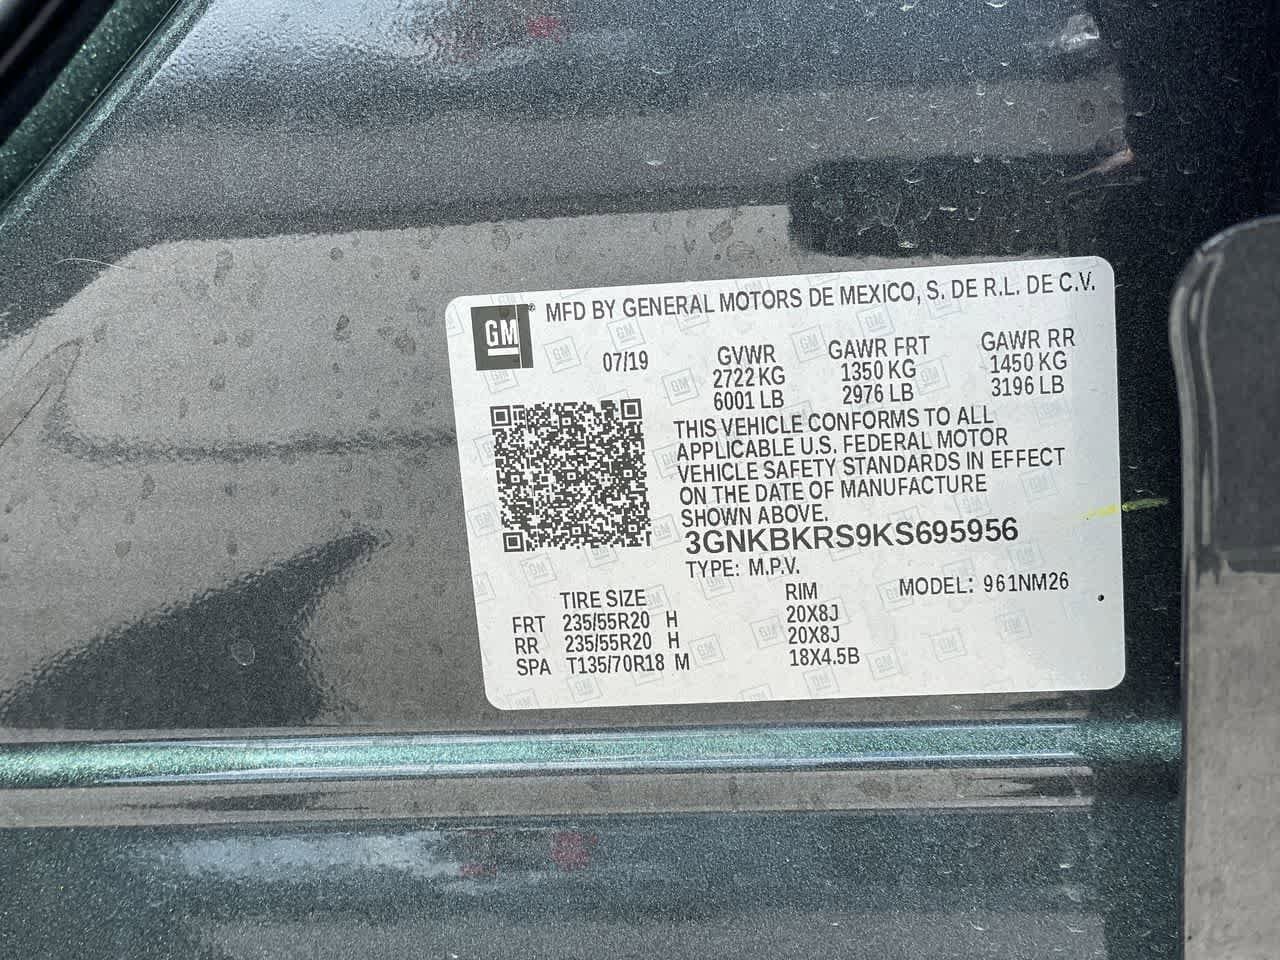 GM
MFD BY GENERAL MOTORS DE MEXICO, S. DE R.L. DE C.V.
07/19 GVWR GAWR FRT GAWR RR
2722 KG 1350 KG 1450 KG
6001 LB 2976 LB 3196 LB
THIS VEHICLE CONFORMS TO ALL
APPLICABLE U.S. FEDERAL MOTOR
VEHICLE SAFETY STANDARDS IN EFFECT
ON THE DATE OF MANUFACTURE
SHOWN ABOVE.
3GNKBKRS9KS695956
TYPE: M.P.V.
MODEL: 961NM26
TIRE SIZE RIM
FRT 235/55R20 H 20X8J
RR 235/55R20 H 20X8J
SPA T135/70R18 M 18X4.5B